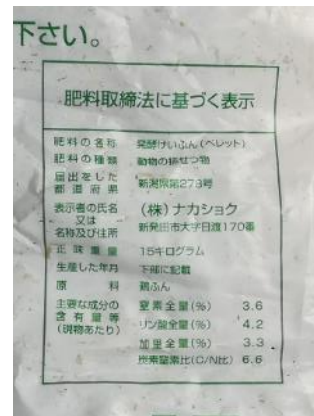 下さい。
肥料取締法に基づく表示
肥料の名称 発酵けいふん(ペレット)
肥料の種類 動物の排せつ物
届出をした都道府県 新潟県第273号
表示者の氏名又は名称及び住所 (株)ナカショク
新発田市大字日渡170番
正味重量 15キログラム
生産した年月 下部に記載
原料 鶏ふん
主要な成分の含有量等(現物あたり) 窒素全量(%) 3.6
リン酸全量(%) 4.2
加里全量(%) 3.3
炭素窒素比(C/N比) 6.6